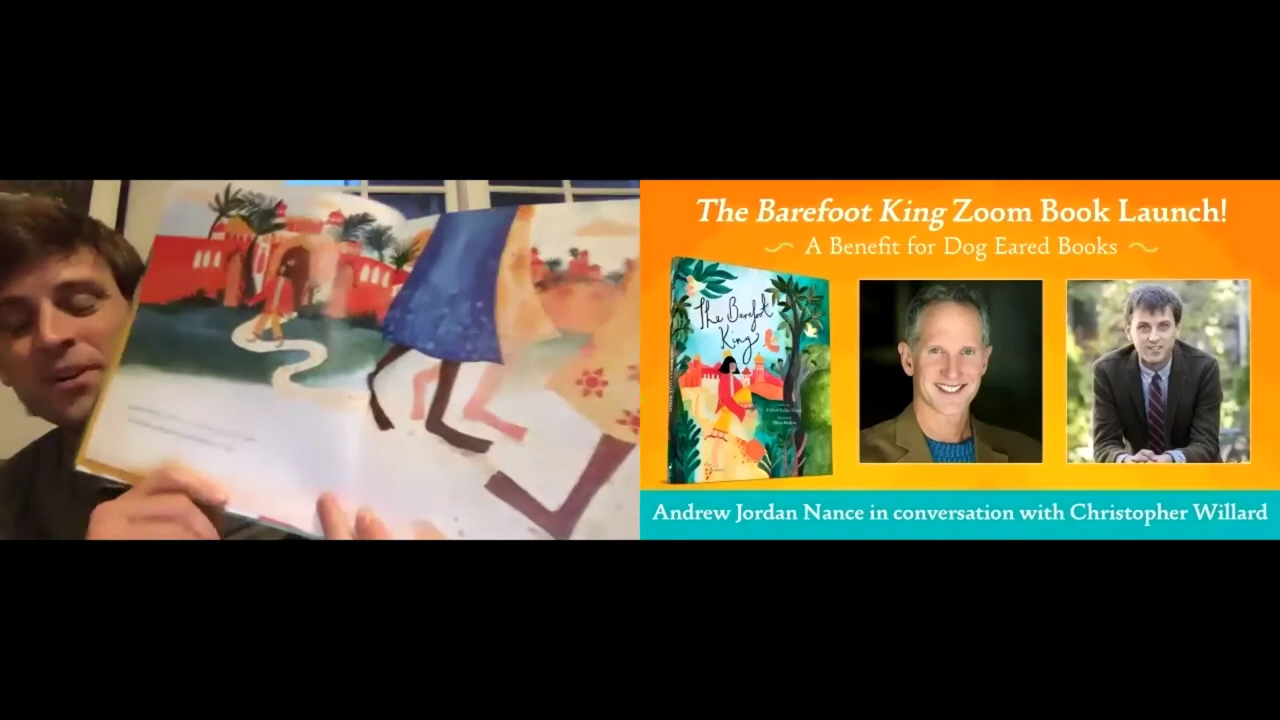 The Barefoot King Zoom Book Launch!
A Benefit for Dog Eared Books
The Barefoot
King
Andrew Jordan Nance in conversation with Christopher Willard